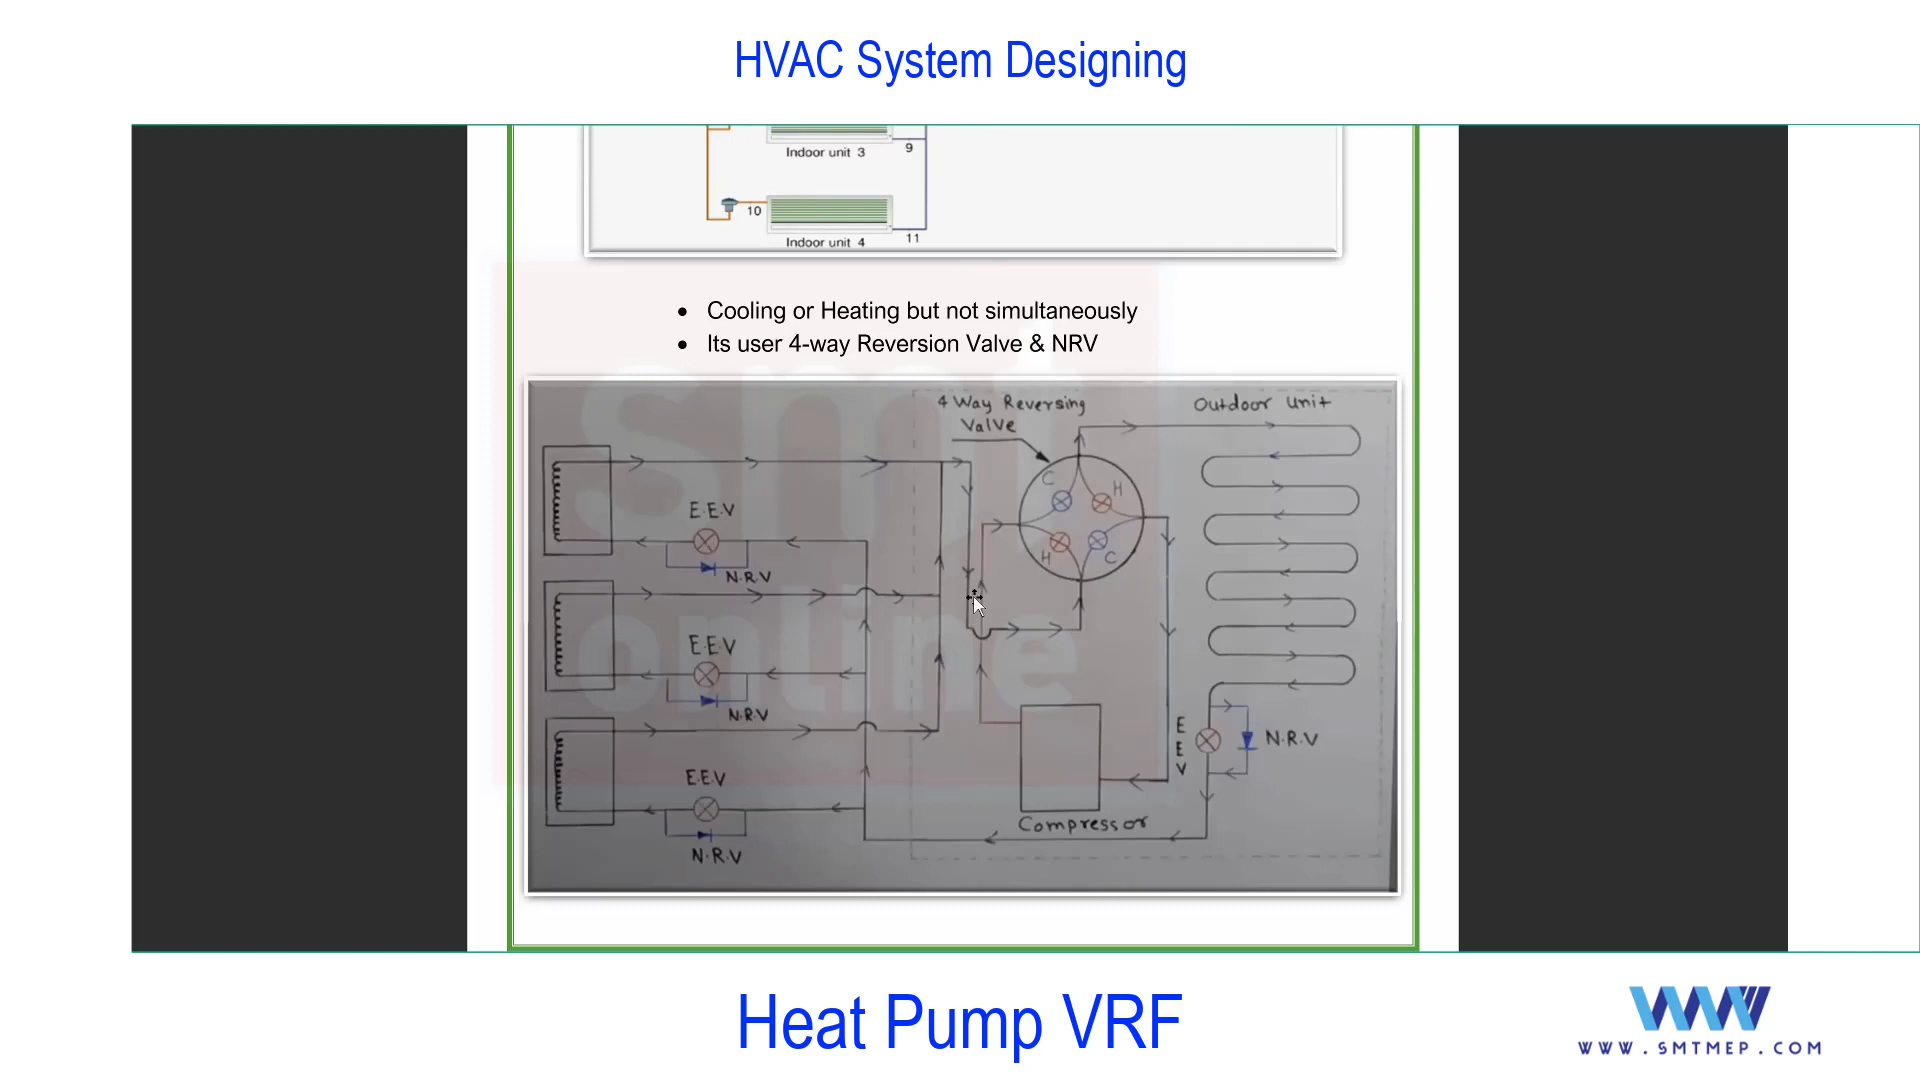 HVAC System Designing
Indoor unit 3
9
10
Indoor unit 4
11
• Cooling or Heating but not simultaneously
• Its user 4-way Reversion Valve & NRV
4 Way Reversing
Valve
Outdoor Unit
C
H
H
C
E.E.V
N.R.V
E.E.V
N.R.V
E.E.V
N.R.V
E
E
V
N.R.V
Compressor
smt
online
Heat Pump VRF
WWW.SMTMEP.COM